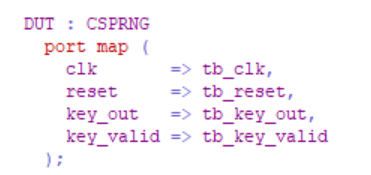 DUT : CSPRNG
port map (
clk => tb_clk,
reset => tb_reset,
key_out => tb_key_out,
key_valid => tb_key_valid
);